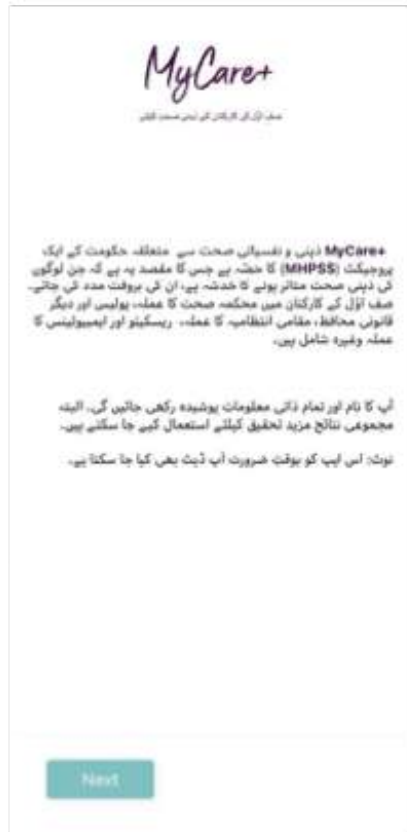 MyCare+
صف اوّل کے کارکنان کی ذہنی صحت کیلئے
MyCare+ ذہنی و نفسیاتی صحت سے متعلقہ حکومت کے ایک
پروجیکٹ (MHPSS) کا حصّہ ہے جس کا مقصد یہ ہے کہ جن لوگوں
کی ذہنی صحت متاثر ہونے کا خدشہ ہے، ان کی بروقت مدد کی جائے۔
صف اوّل کے کارکنان میں محکمہ صحت کا عملہ، پولیس اور دیگر
قانونی محافظ، مقامی انتظامیہ کا عملہ، ریسکیو اور ایمبولینس کا
عملہ وغیرہ شامل ہیں۔
آپ کا نام اور تمام ذاتی معلومات پوشیدہ رکھی جائیں گی۔ البتہ
مجموعی نتائج مزید تحقیق کیلئے استعمال کیے جا سکتے ہیں۔
نوٹ: اس ایپ کو بوقتِ ضرورت اَپ ڈیٹ بھی کیا جا سکتا ہے۔
Next